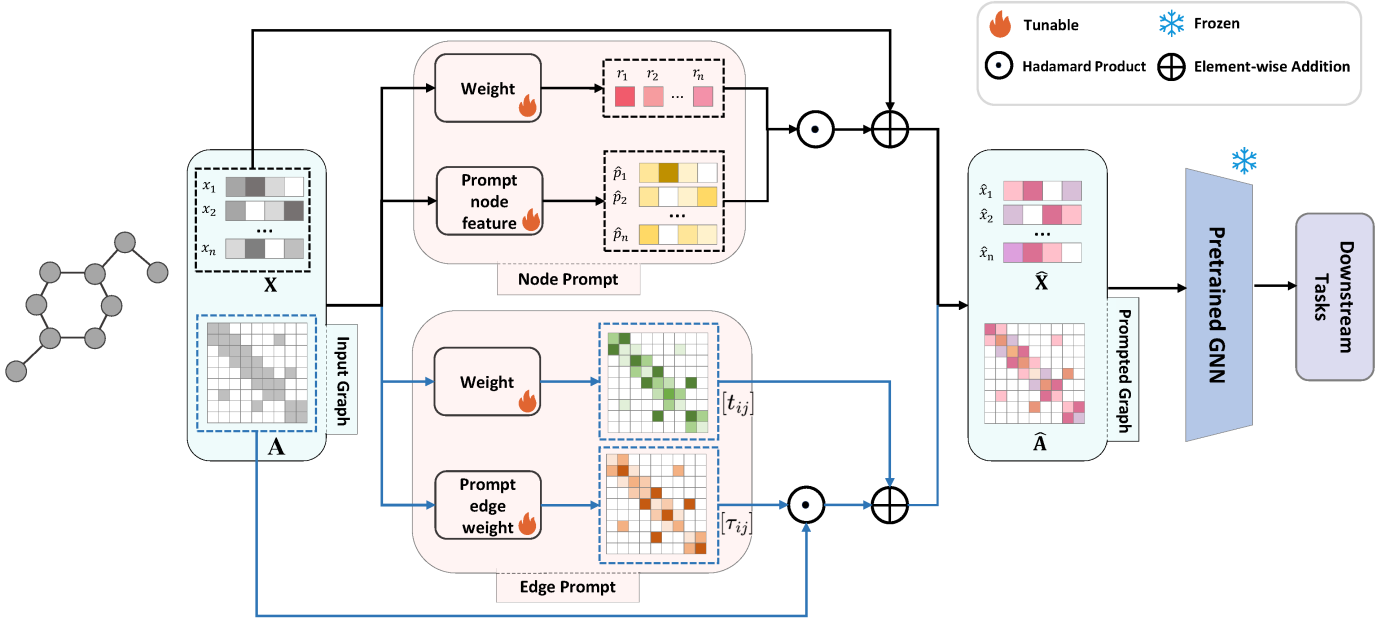 Tunable
Frozen
Hadamard Product
Element-wise Addition
Weight
r₁ r₂ ... rₙ
Prompt
node
feature
p̂₁
p̂₂
...
p̂ₙ
Node Prompt
x₁
x₂
...
xₙ
X
A
Input Graph
Weight
[tᵢⱼ]
Prompt
edge
weight
[τᵢⱼ]
Edge Prompt
x̂₁
x̂₂
...
x̂ₙ
X̂
Â
Prompted Graph
Pretrained GNN
Downstream
Tasks